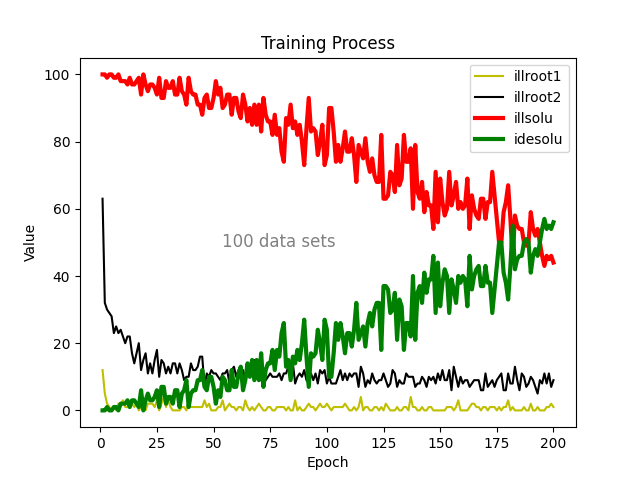 Training Process
illroot1
illroot2
illsolu
idesolu
100 data sets
Value
100
80
60
40
20
0
0 25 50 75 100 125 150 175 200
Epoch